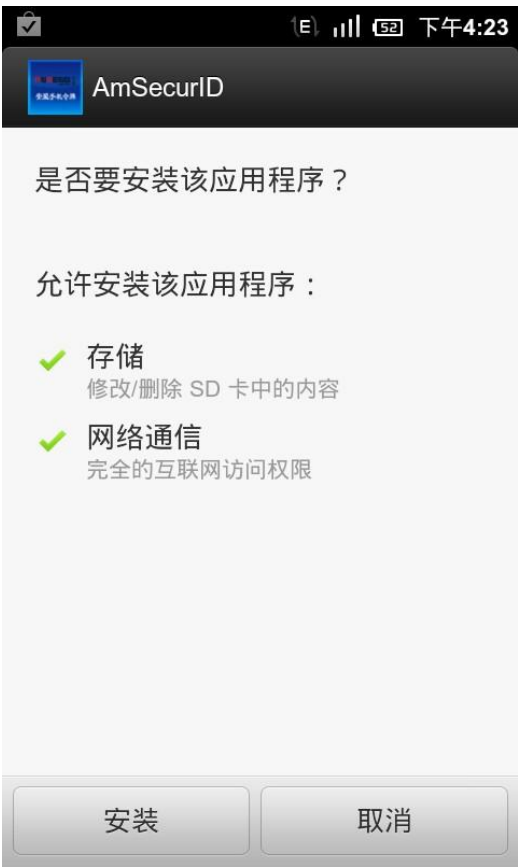 E 52 下午4:23
AmSecurID
是否要安装该应用程序？
允许安装该应用程序：
存储
修改/删除 SD 卡中的内容
网络通信
完全的互联网访问权限
安装
取消